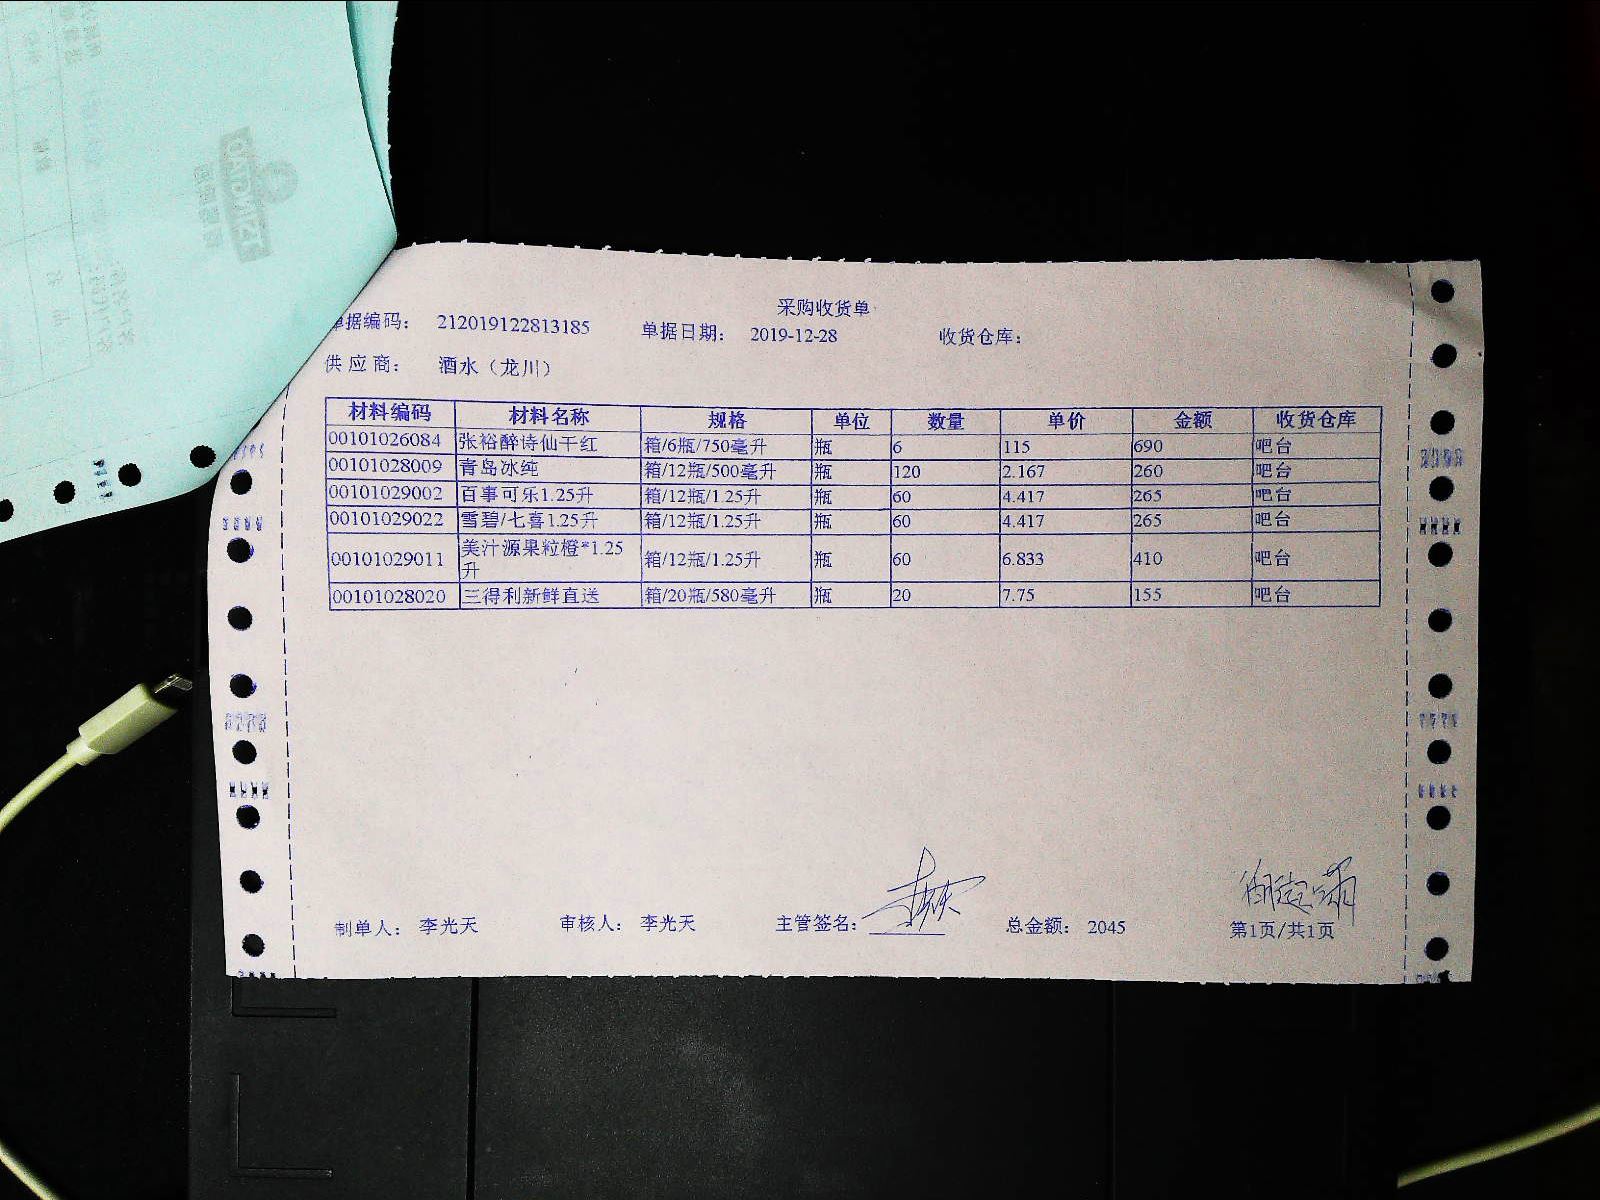 采购收货单
单据编码： 212019122813185 单据日期： 2019-12-28 收货仓库：
供应商： 酒水（龙川）
材料编码 材料名称 规格 单位 数量 单价 金额 收货仓库
00101026084 张裕醉诗仙干红 箱/6瓶/750毫升 瓶 6 115 690 吧台
00101028009 青岛冰纯 箱/12瓶/500毫升 瓶 120 2.167 260 吧台
00101029002 百事可乐1.25升 箱/12瓶/1.25升 瓶 60 4.417 265 吧台
00101029022 雪碧/七喜1.25升 箱/12瓶/1.25升 瓶 60 4.417 265 吧台
00101029011 美汁源果粒橙*1.25升 箱/12瓶/1.25升 瓶 60 6.833 410 吧台
00101028020 三得利新鲜直送 箱/20瓶/580毫升 瓶 20 7.75 155 吧台
制单人： 李光天 审核人： 李光天 主管签名： 总金额： 2045 第1页/共1页